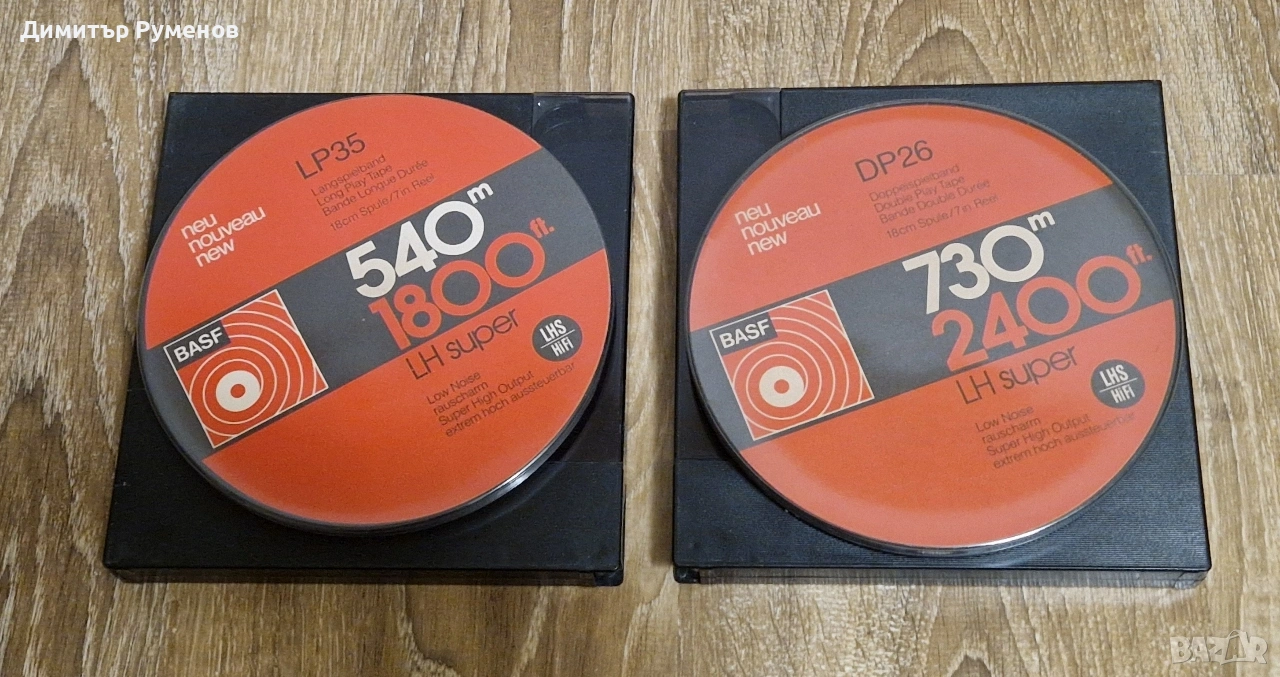 Димитър Руменов
LP35
Langspielband
Long Play Tape
Bande Longue Durée
18cm Spule/7in Reel
neu
nouveau
new
540m
1800ft.
BASF
LH super
LHS
HiFi
Low Noise
rauscharm
Super High Output
extrem hoch aussteuerbar
DP26
Doppelspielband
Double Play Tape
Bande Double Durée
18cm Spule/7in Reel
neu
nouveau
new
730m
2400ft.
BASF
LH super
LHS
HiFi
Low Noise
rauscharm
Super High Output
extrem hoch aussteuerbar
BAZAR